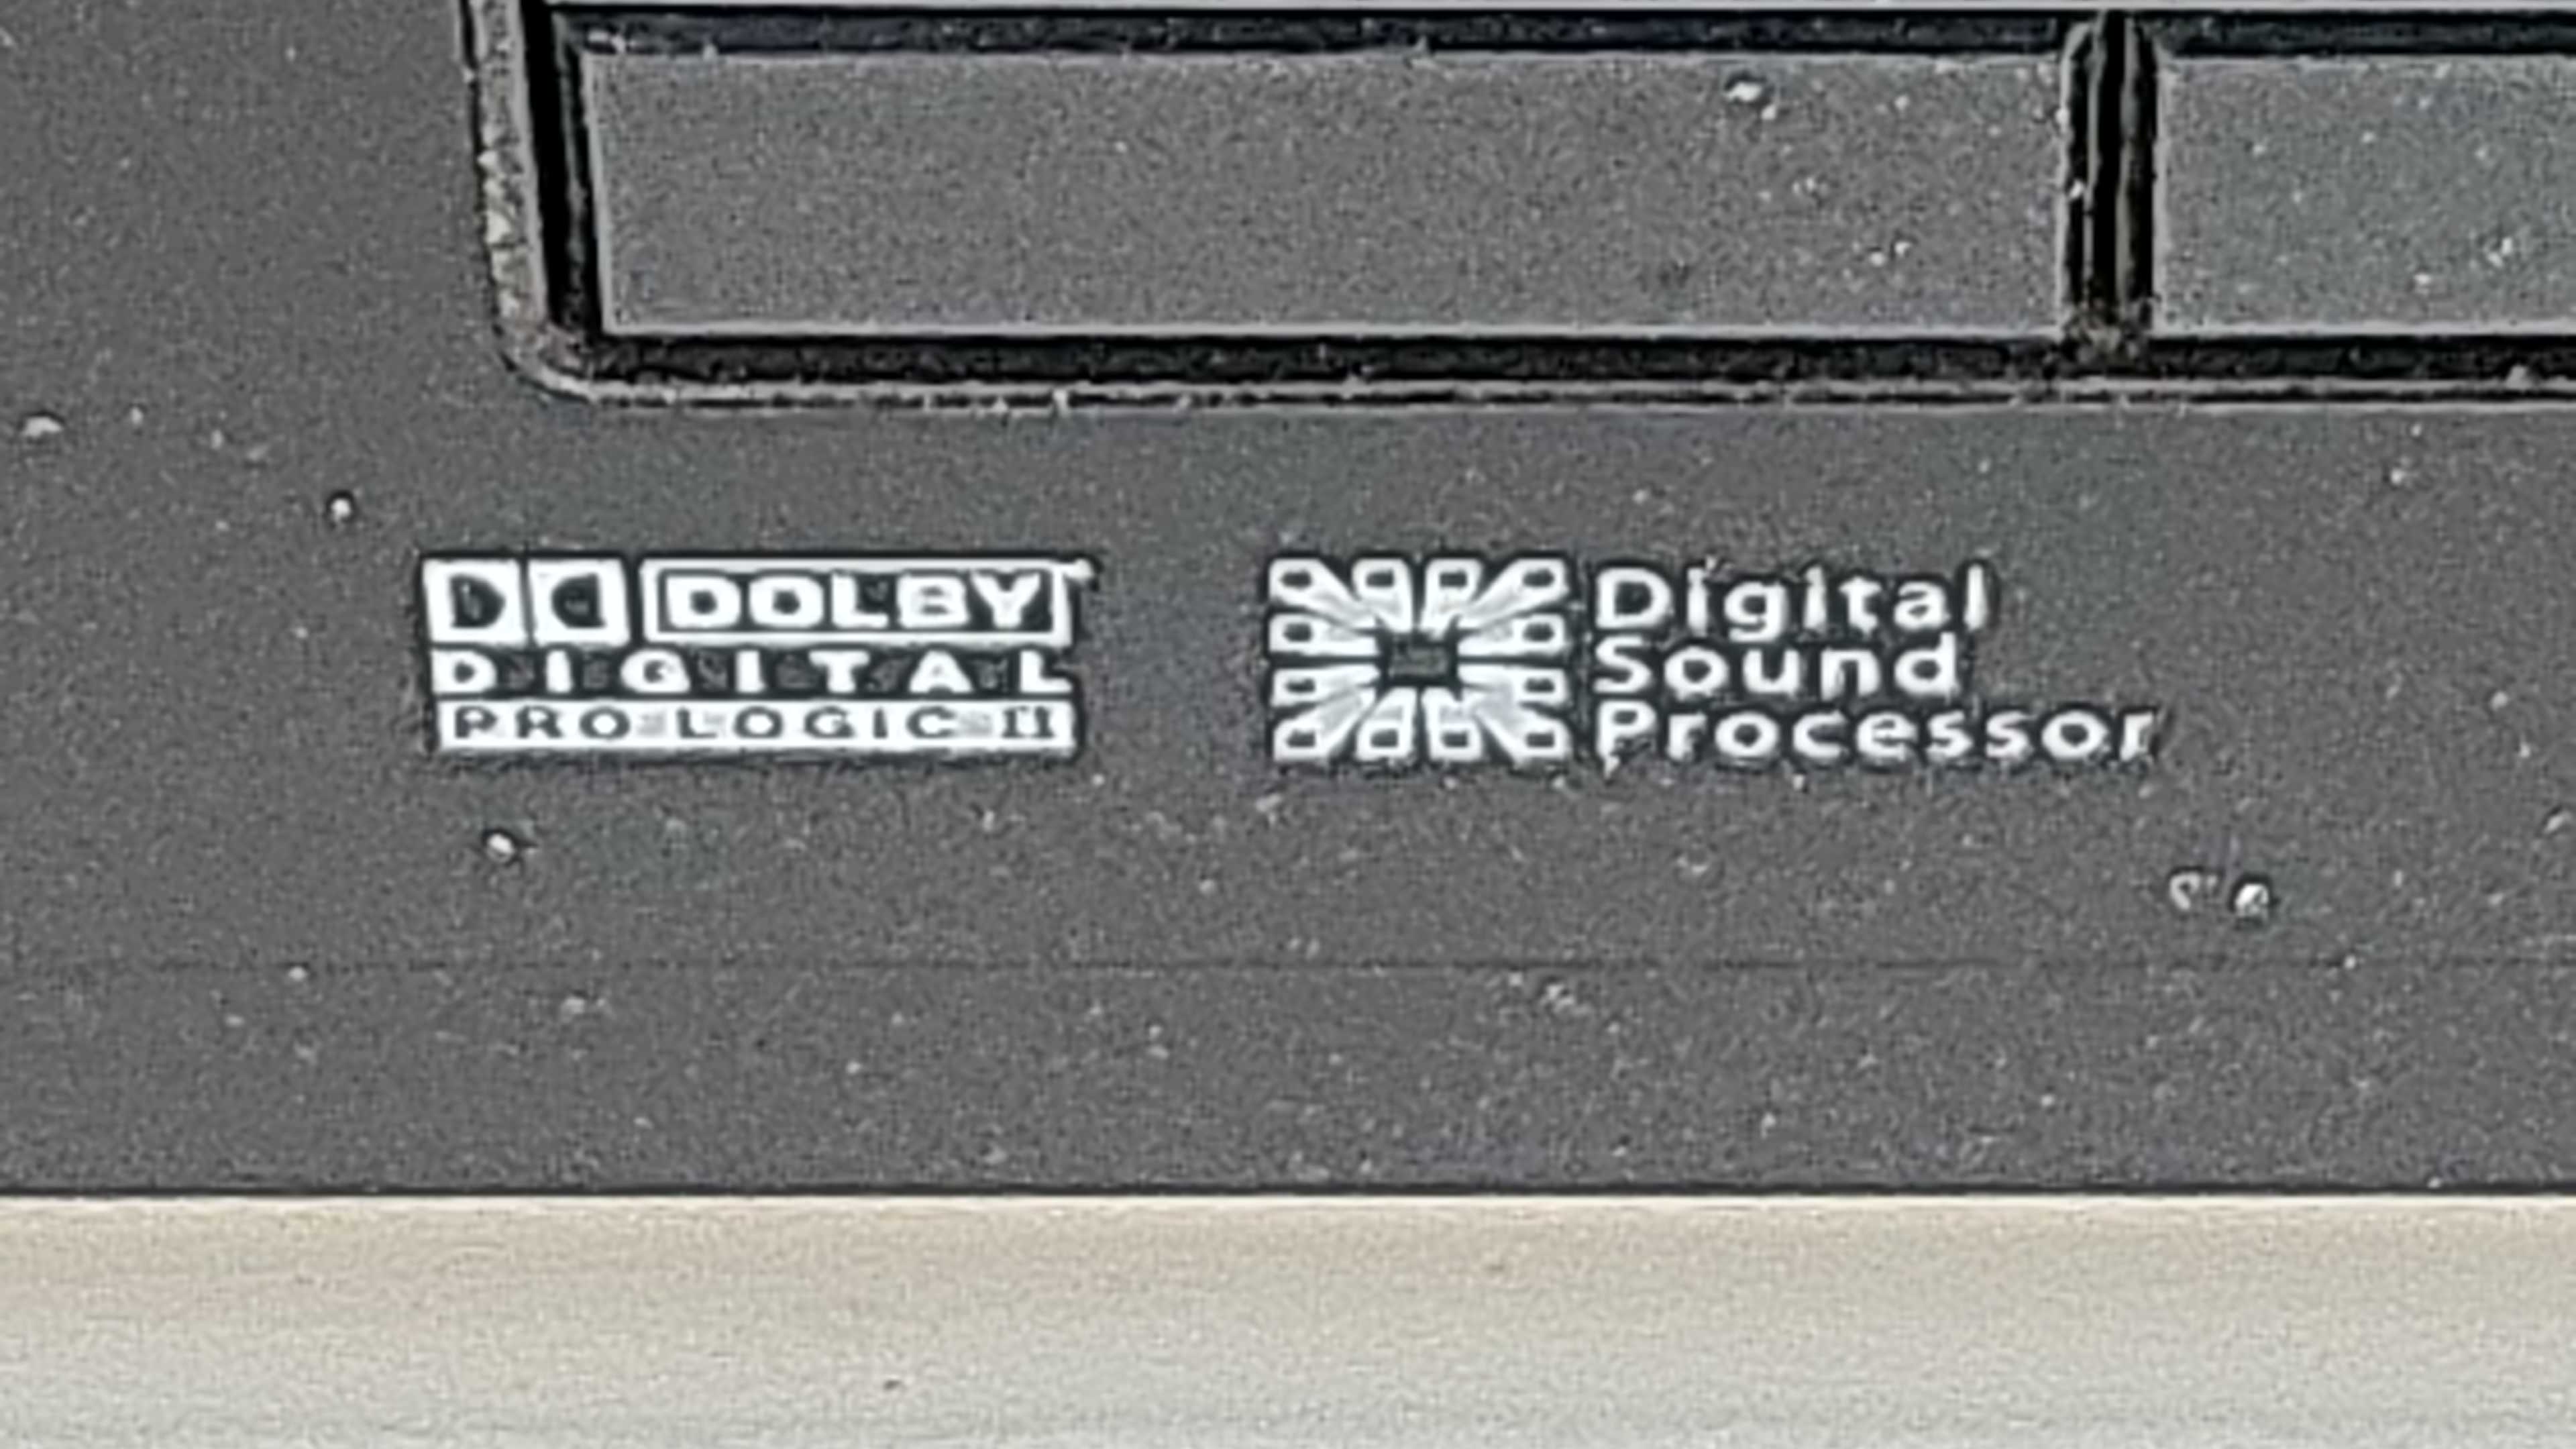 DOLBY
DIGITAL
PRO LOGIC II
Digital
Sound
Processor